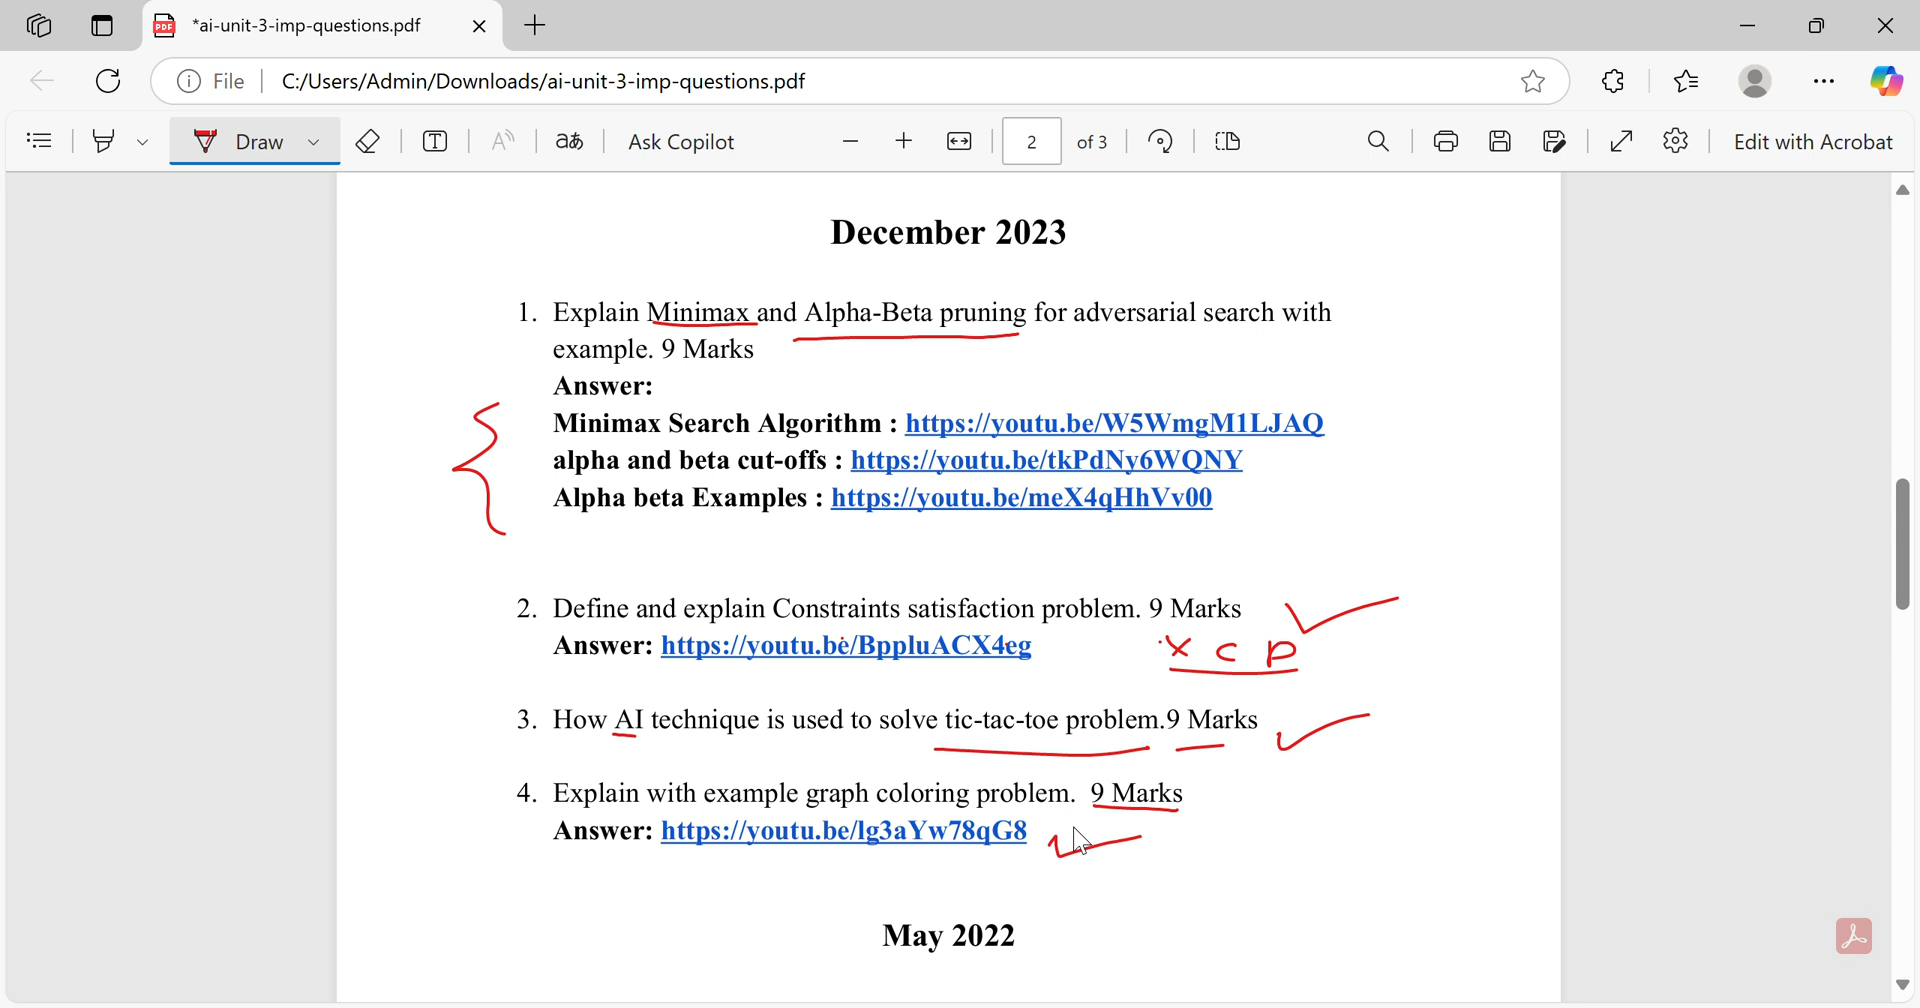 *ai-unit-3-imp-questions.pdf
File C:/Users/Admin/Downloads/ai-unit-3-imp-questions.pdf
Draw Ask Copilot 2 of 3 Edit with Acrobat
December 2023
1. Explain Minimax and Alpha-Beta pruning for adversarial search with
example. 9 Marks
Answer:
Minimax Search Algorithm : https://youtu.be/W5WmgM1LJAQ
alpha and beta cut-offs : https://youtu.be/tkPdNy6WQNY
Alpha beta Examples : https://youtu.be/meX4qHhVv00
2. Define and explain Constraints satisfaction problem. 9 Marks
Answer: https://youtu.be/BppluACX4eg
X C D
3. How AI technique is used to solve tic-tac-toe problem.9 Marks
4. Explain with example graph coloring problem. 9 Marks
Answer: https://youtu.be/lg3aYw78qG8
May 2022